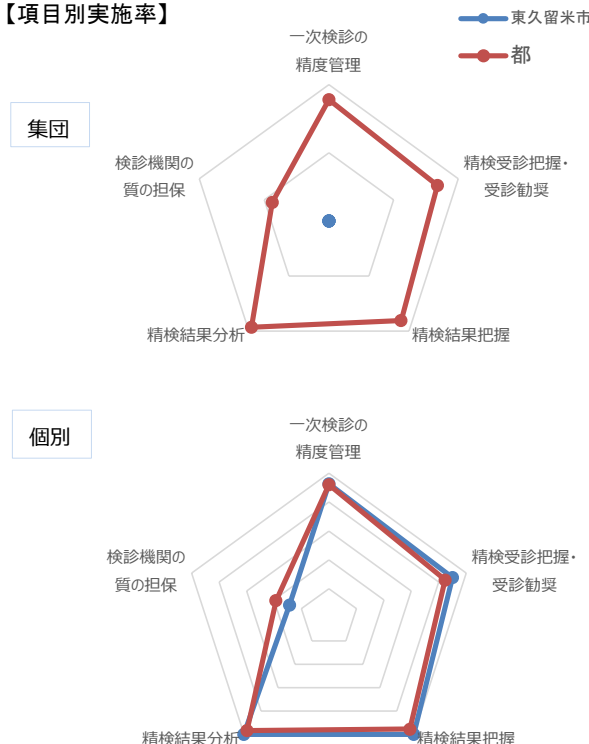 【項目別実施率】
東久留米市
都
集団
一次検診の
精度管理
検診機関の
質の担保
精検受診把握・
受診勧奨
精検結果分析
精検結果把握
個別
一次検診の
精度管理
検診機関の
質の担保
精検受診把握・
受診勧奨
精検結果分析
精検結果把握